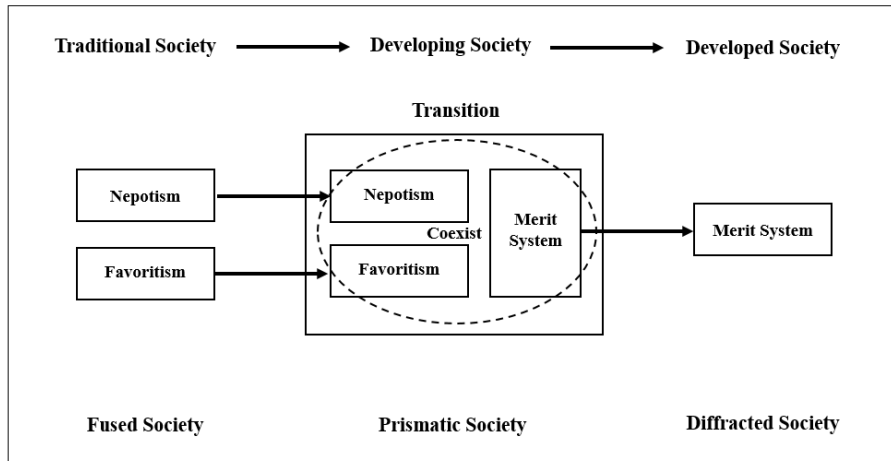 Traditional Society
Developing Society
Developed Society
Transition
Nepotism
Nepotism
Merit
System
Coexist
Merit System
Favoritism
Favoritism
Fused Society
Prismatic Society
Diffracted Society